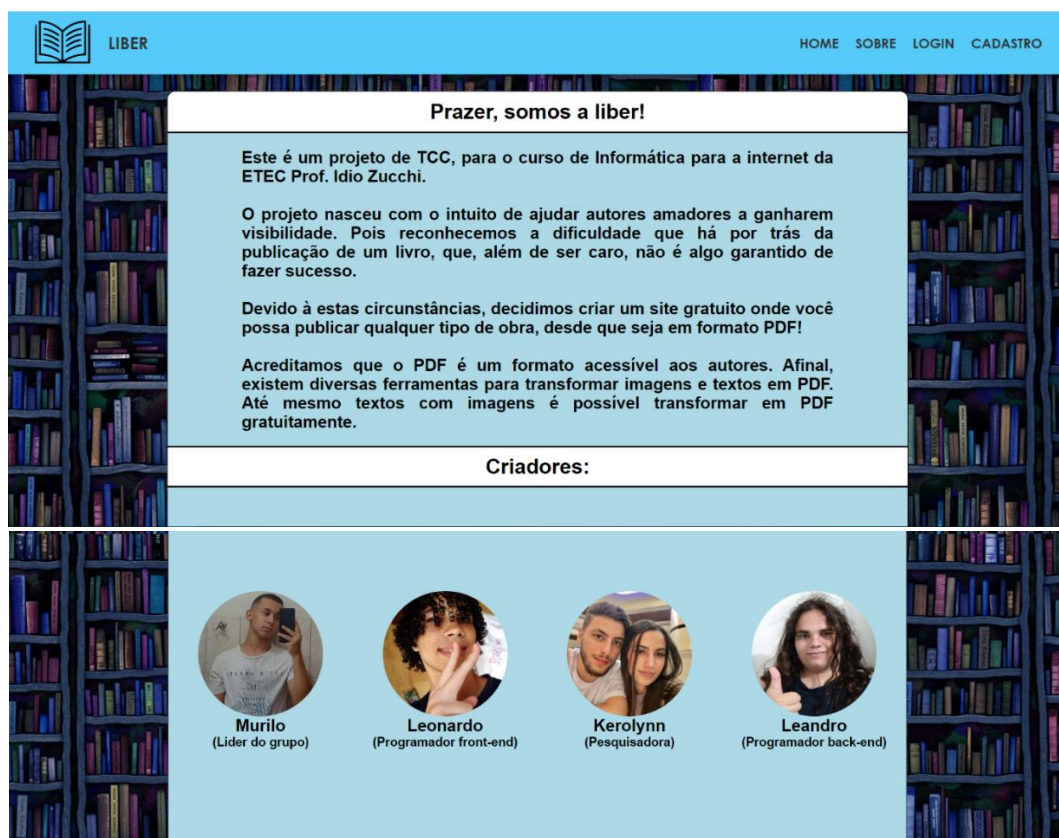 LIBER
HOME SOBRE LOGIN CADASTRO
Prazer, somos a liber!
Este é um projeto de TCC, para o curso de Informática para a internet da
ETEC Prof. Idio Zucchi.
O projeto nasceu com o intuito de ajudar autores amadores a ganharem
visibilidade. Pois reconhecemos a dificuldade que há por trás da
publicação de um livro, que, além de ser caro, não é algo garantido de
fazer sucesso.
Devido à estas circunstâncias, decidimos criar um site gratuito onde você
possa publicar qualquer tipo de obra, desde que seja em formato PDF!
Acreditamos que o PDF é um formato acessível aos autores. Afinal,
existem diversas ferramentas para transformar imagens e textos em PDF.
Até mesmo textos com imagens é possível transformar em PDF
gratuitamente.
Criadores:
Murilo Leonardo Kerolynn Leandro
(Lider do grupo) (Programador front-end) (Pesquisadora) (Programador back-end)